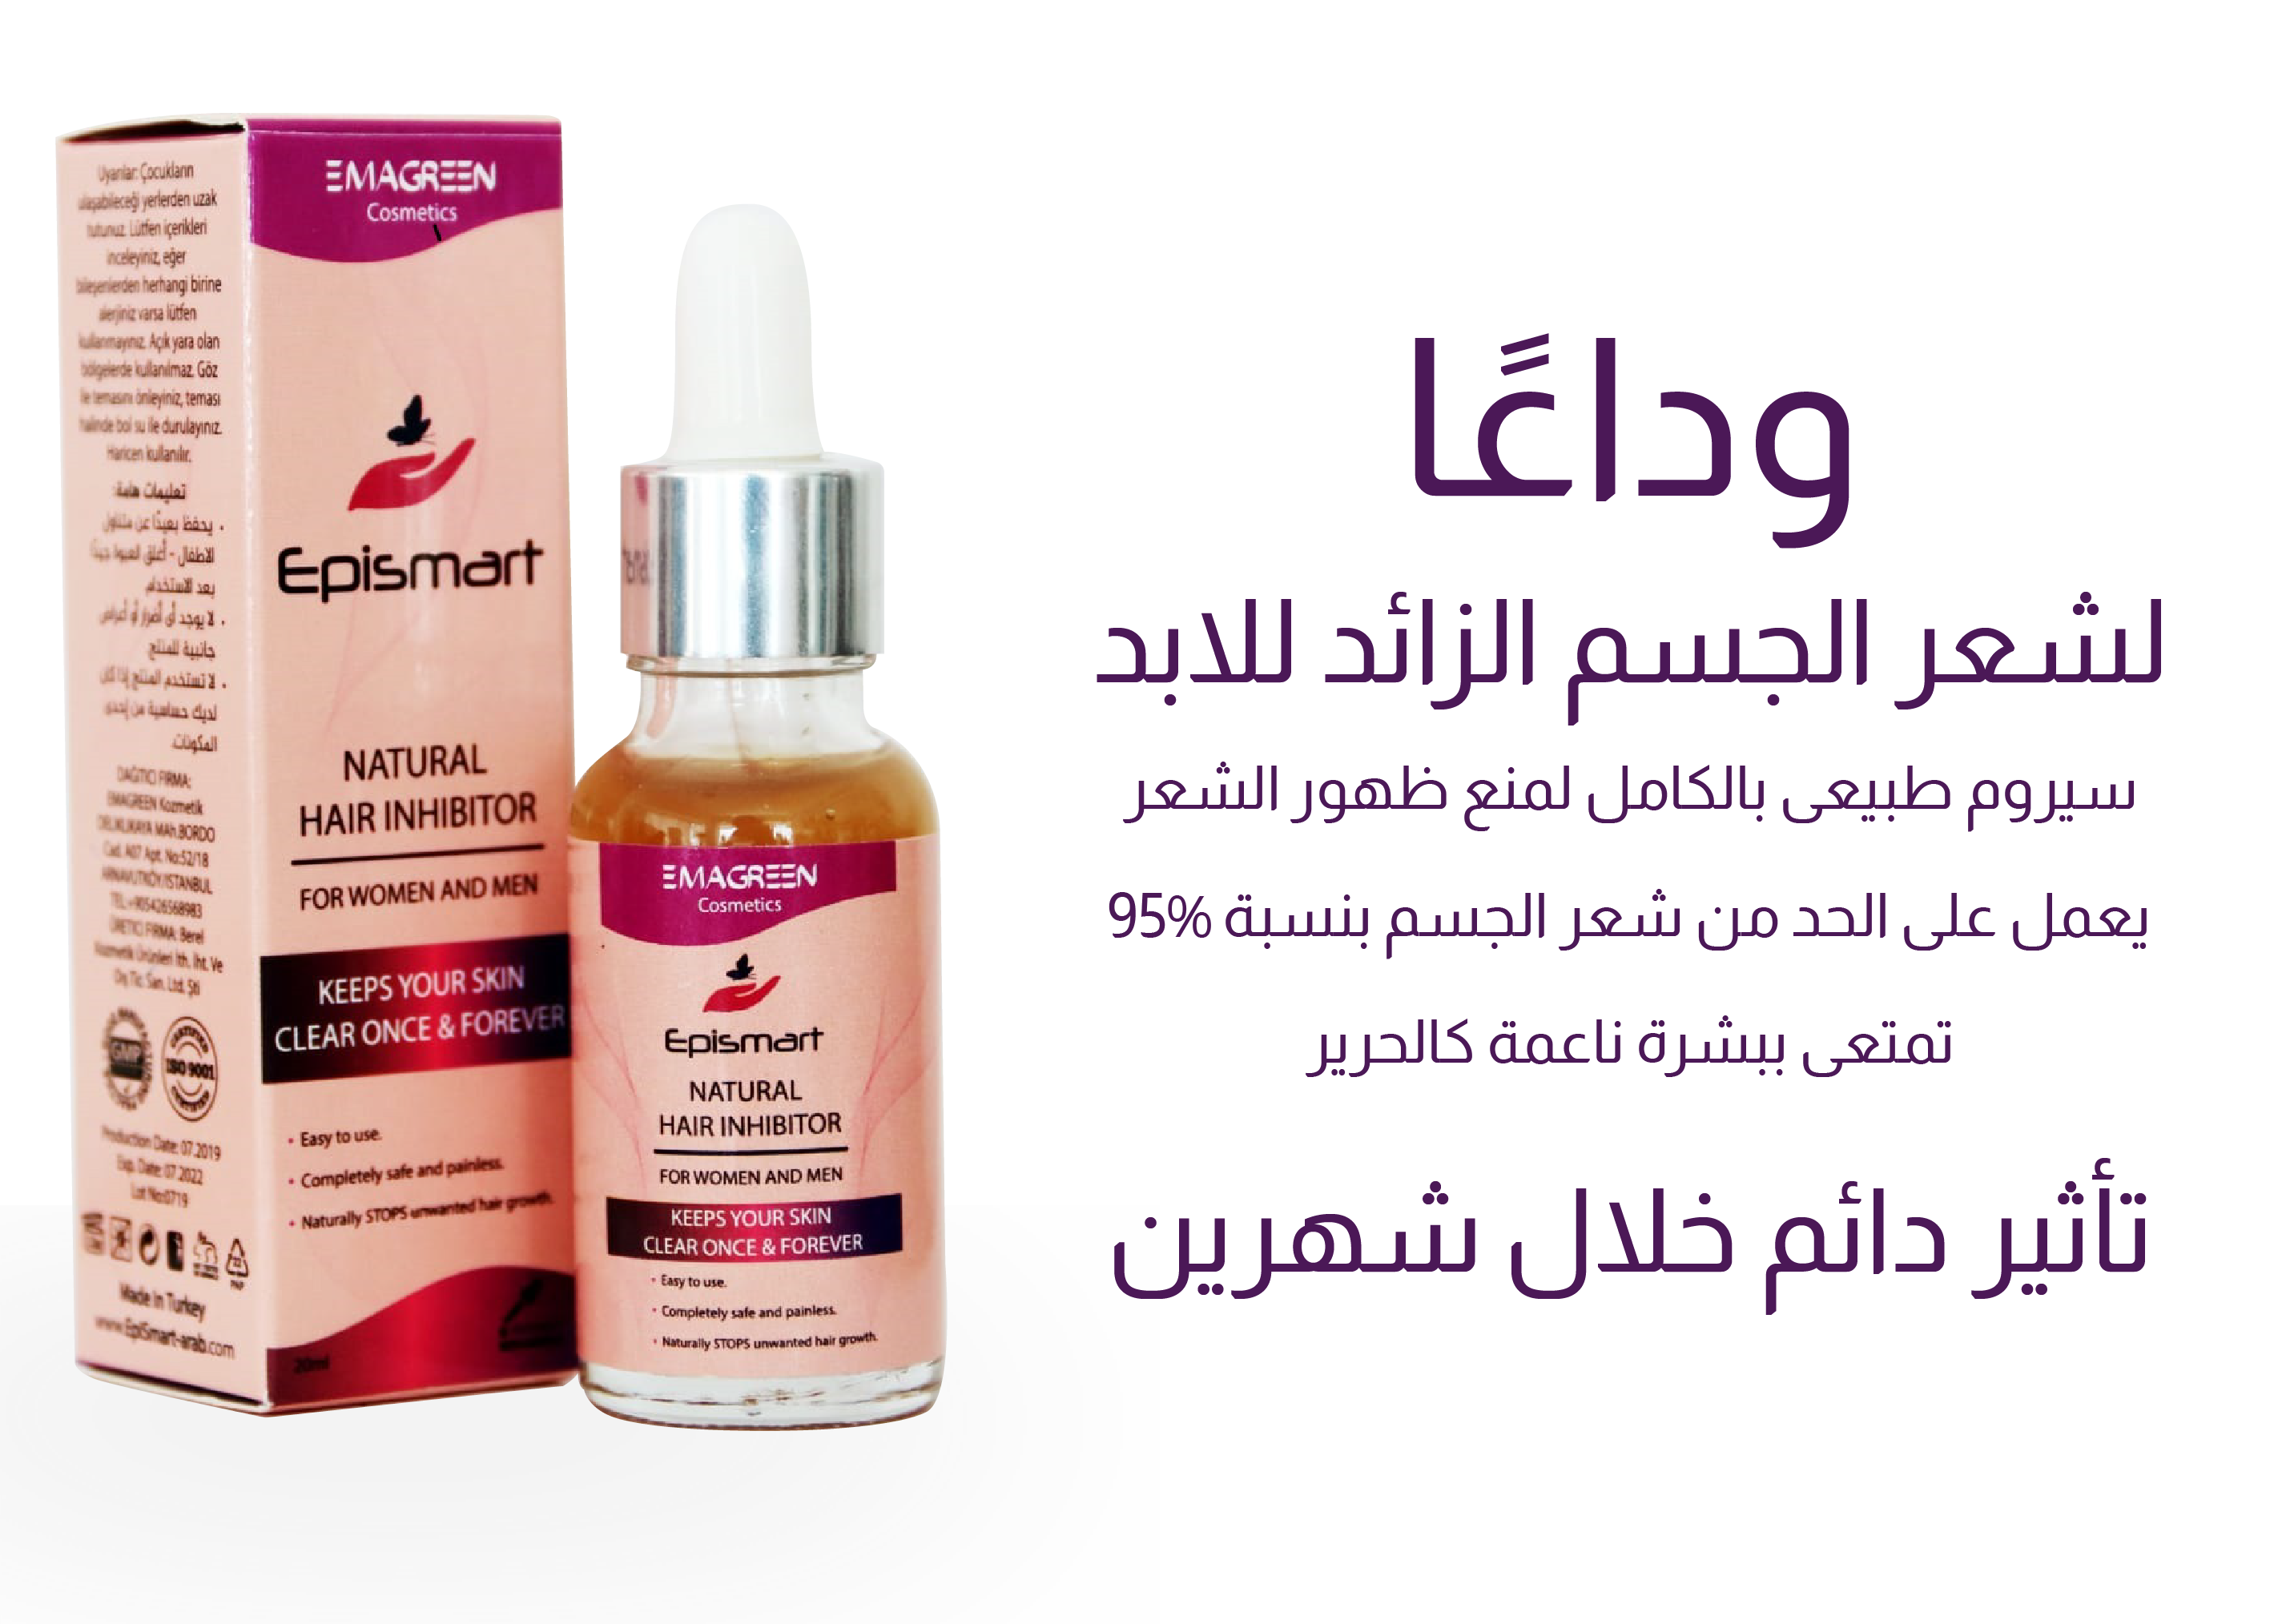 Uyarılar: Çocukların
ulaşabileceği yerlerden uzak
tutunuz. Lütfen içerikleri
inceleyiniz, eğer
bileşenlerden herhangi birine
alerjiniz varsa lütfen
kullanmayınız. Açık yara olan
bölgelerde kullanılmaz. Göz
ile temasını önleyiniz, teması
halinde bol su ile durulayınız.
Haricen kullanılır.
تعليمات هامة:
• يحفظ بعيدًا عن متناول
الاطفال - أغلق العبوة جيدًا
بعد الاستخدام.
• لا يوجد أى أضرار أو أعراض
جانبية للمنتج.
• لا تستخدم المنتج إذا كان
لديك حساسية من إحدى
المكونات.
DAĞITICI FIRMA:
EMAGREEN Kozmetik
DELIKLIKAYA MAh.BORDO
Cad. A07 Apt. No:52/18
ARNAVUTKÖY/ISTANBUL
TEL:+905426568983
ÜRETICI FIRMA: Berel
Kozmetik Ürünleri İth. İht. Ve
Dış Tic. San. Ltd. Şti
GMP
CERTIFIED
ISO 9001
CERTIFIED
Production Date: 07.2019
Exp. Date: 07.2022
Lot No:0719
Made in Turkey
www.EpiSmart-arab.com
EMAGREEN
Cosmetics
Epismart
NATURAL
HAIR INHIBITOR
FOR WOMEN AND MEN
KEEPS YOUR SKIN
CLEAR ONCE & FOREVER
• Easy to use.
• Completely safe and painless.
• Naturally STOPS unwanted hair growth.
20ml
EMAGREEN
Cosmetics
Epismart
NATURAL
HAIR INHIBITOR
FOR WOMEN AND MEN
KEEPS YOUR SKIN
CLEAR ONCE & FOREVER
• Easy to use.
• Completely safe and painless.
• Naturally STOPS unwanted hair growth.
وداعًا
لشعر الجسم الزائد للابد
سيروم طبيعى بالكامل لمنع ظهور الشعر
يعمل على الحد من شعر الجسم بنسبة 95%
تمتعى ببشرة ناعمة كالحرير
تأثير دائم خلال شهرين